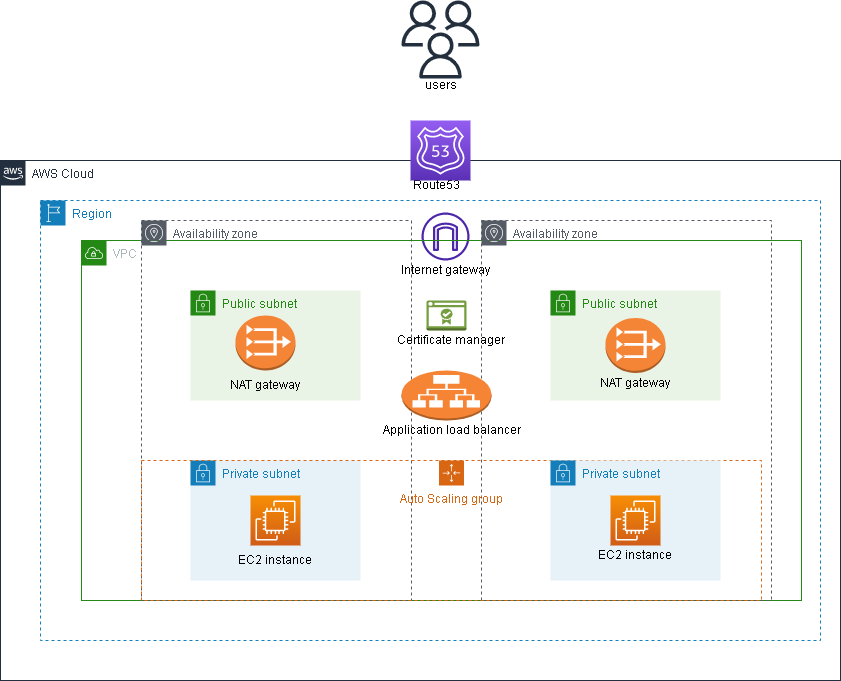 users
53
Route53
aws
AWS Cloud
Region
Availability zone
Availability zone
VPC
Internet gateway
Public subnet
Public subnet
Certificate manager
NAT gateway
NAT gateway
Application load balancer
Private subnet
Private subnet
Auto Scaling group
EC2 instance
EC2 instance